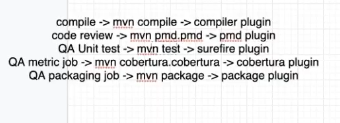 compile -> mvn compile -> compiler plugin
code review -> mvn pmd.pmd -> pmd plugin
QA Unit test -> mvn test -> surefire plugin
QA metric job -> mvn cobertura.cobertura -> cobertura plugin
QA packaging job -> mvn package -> package plugin